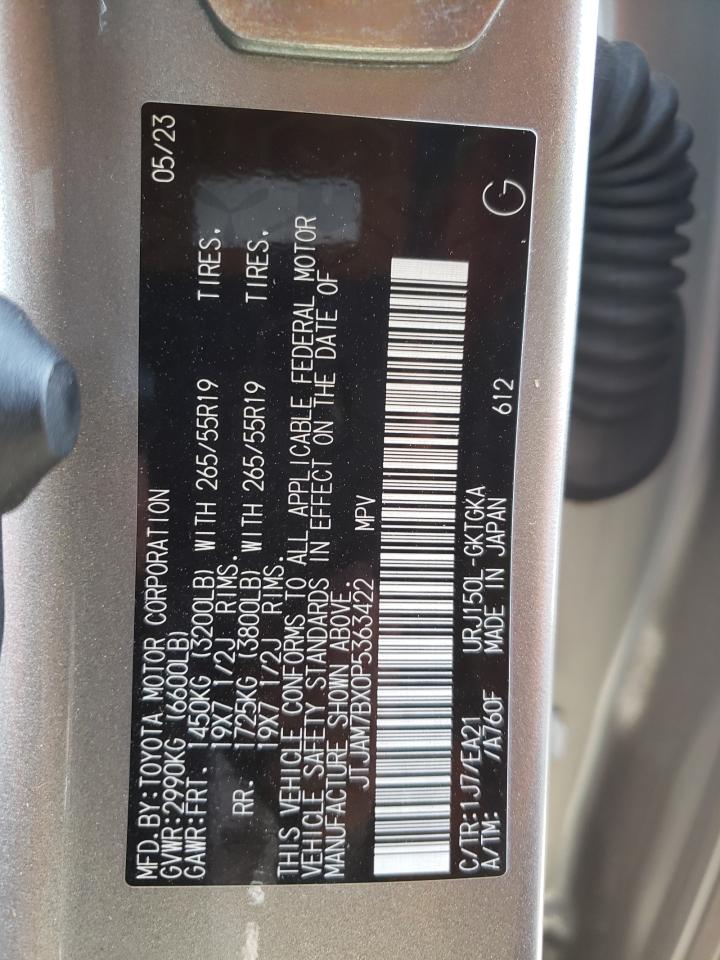 MFD.BY:TOYOTA MOTOR CORPORATION 05/23
GVWR:2990KG (6600LB)
GAWR:FRT. 1450KG (3200LB) WITH 265/55R19 TIRES.
19X7 1/2J RIMS.
RR. 1725KG (3800LB) WITH 265/55R19 TIRES.
19X7 1/2J RIMS.
THIS VEHICLE CONFORMS TO ALL APPLICABLE FEDERAL MOTOR
VEHICLE SAFETY STANDARDS IN EFFECT ON THE DATE OF
MANUFACTURE SHOWN ABOVE.
JTJAM7BX0P5363422 MPV
C/TR:1J7/EA21 URJ150L-GKTGKA
A/TM: /A760F MADE IN JAPAN 612 G